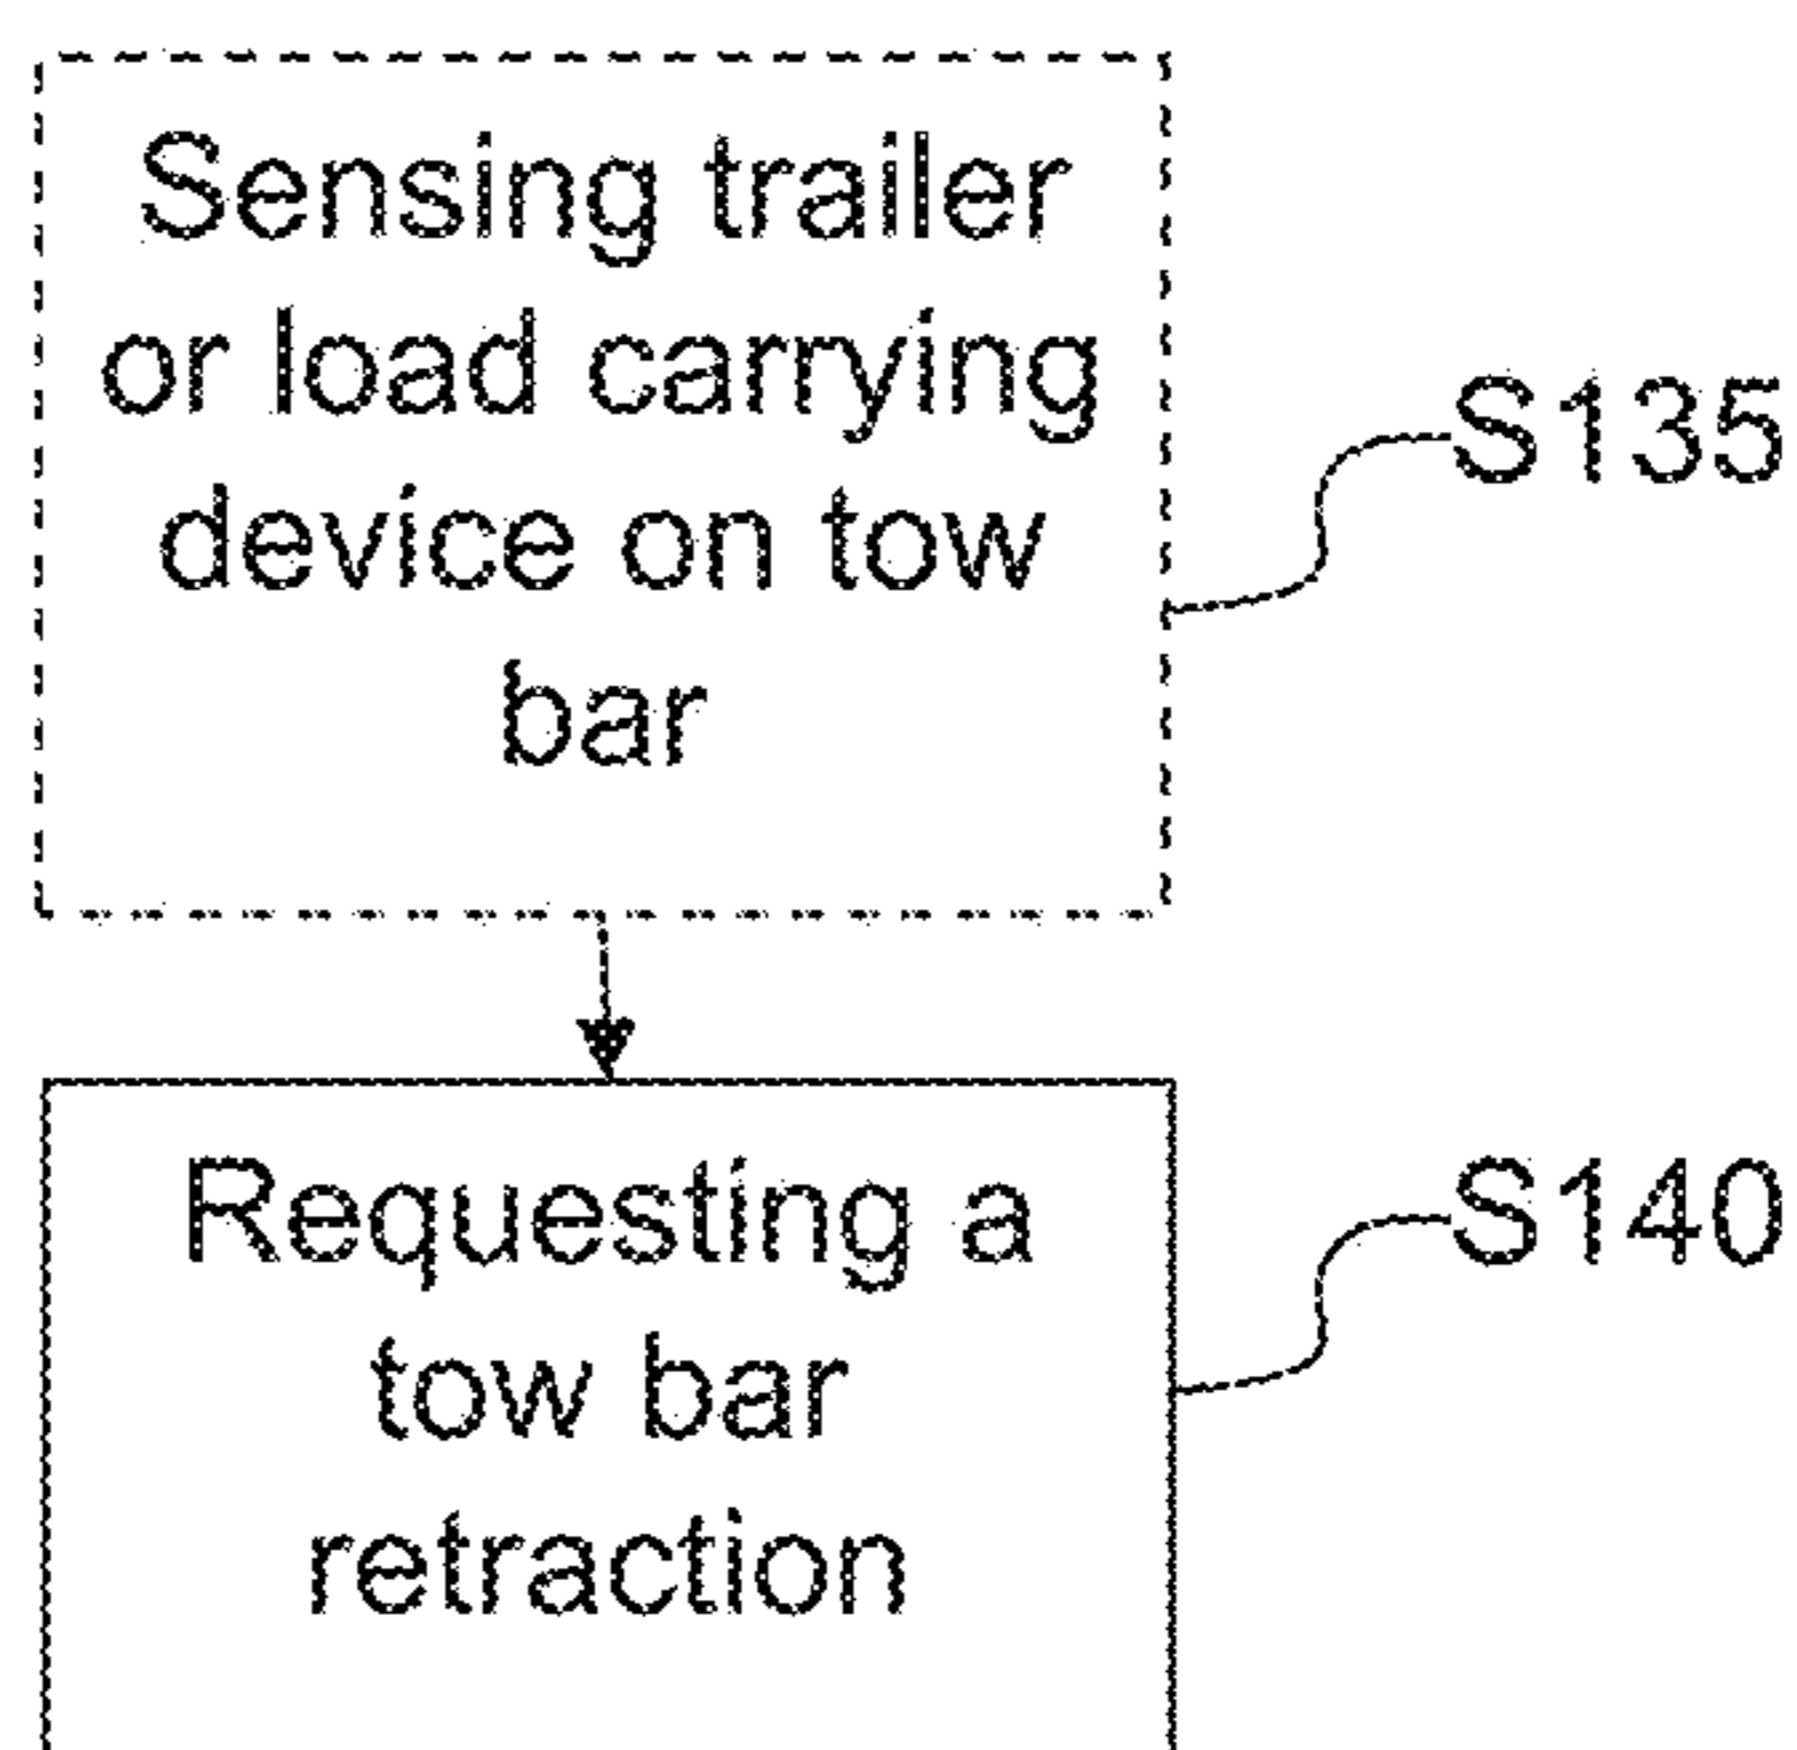 Sensing trailer
or load carrying
device on tow
bar
S135
Requesting a
tow bar
retraction
S140